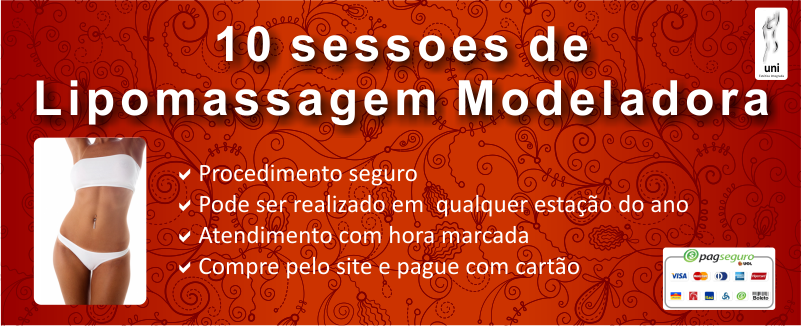 10 sessoes de
Lipomassagem Modeladora
uni
Procedimento seguro
Pode ser realizado em qualquer estação do ano
Atendimento com hora marcada
Compre pelo site e pague com cartão
pagseguro
UOL
VISA
Boleto